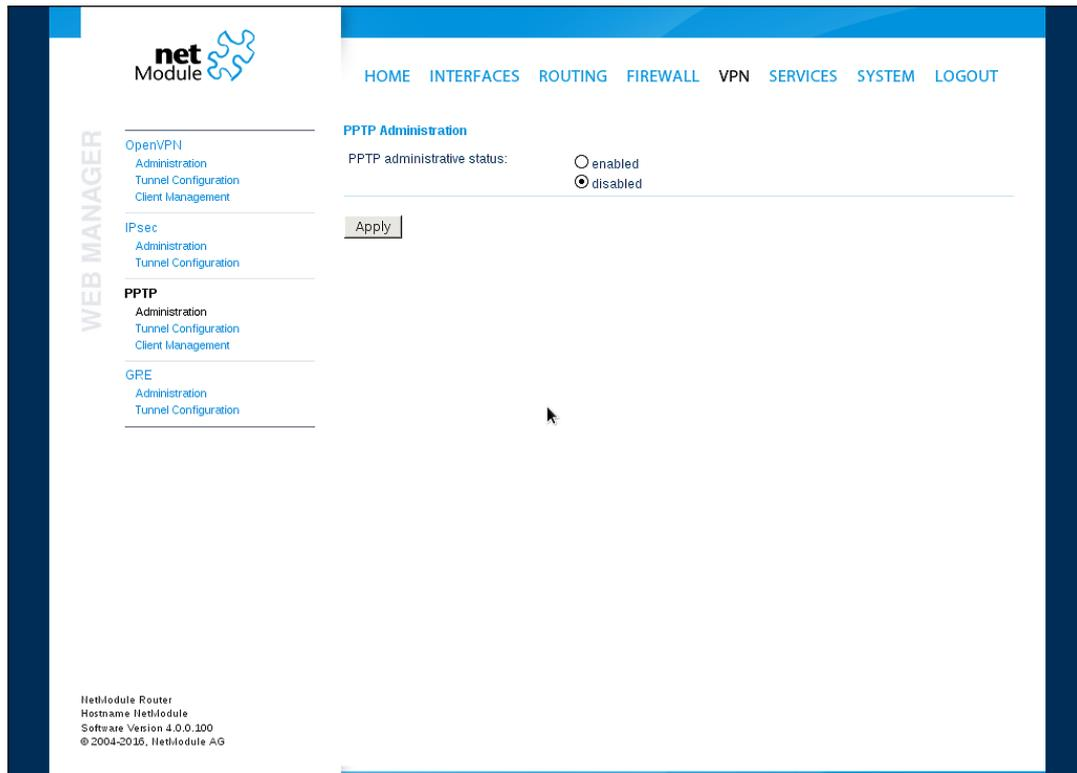 net
Module
HOME INTERFACES ROUTING FIREWALL VPN SERVICES SYSTEM LOGOUT
WEB MANAGER
OpenVPN
Administration
Tunnel Configuration
Client Management
IPsec
Administration
Tunnel Configuration
PPTP
Administration
Tunnel Configuration
Client Management
GRE
Administration
Tunnel Configuration
PPTP Administration
PPTP administrative status:
enabled
disabled
Apply
NetModule Router
Hostname NetModule
Software Version 4.0.0.100
© 2004-2016, NetModule AG